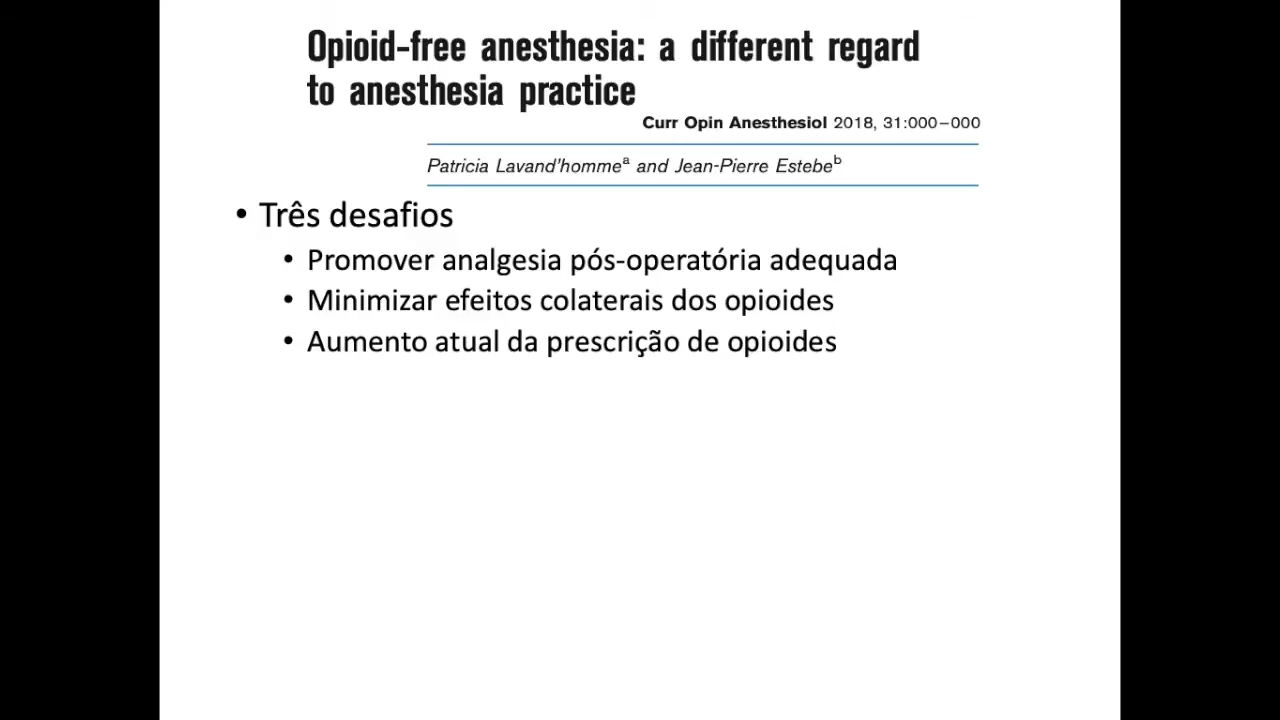 Opioid-free anesthesia: a different regard
to anesthesia practice
Curr Opin Anesthesiol 2018, 31:000–000
Patricia Lavand'hommeᵃ and Jean-Pierre Estebeᵇ
• Três desafios
• Promover analgesia pós-operatória adequada
• Minimizar efeitos colaterais dos opioides
• Aumento atual da prescrição de opioides